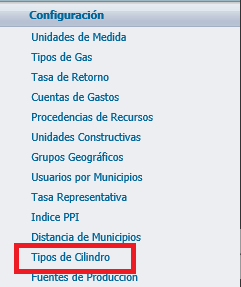 Configuración
Unidades de Medida
Tipos de Gas
Tasa de Retorno
Cuentas de Gastos
Procedencias de Recursos
Unidades Constructivas
Grupos Geográficos
Usuarios por Municipios
Tasa Representativa
Indice PPI
Distancia de Municipios
Tipos de Cilindro
Fuentes de Producción